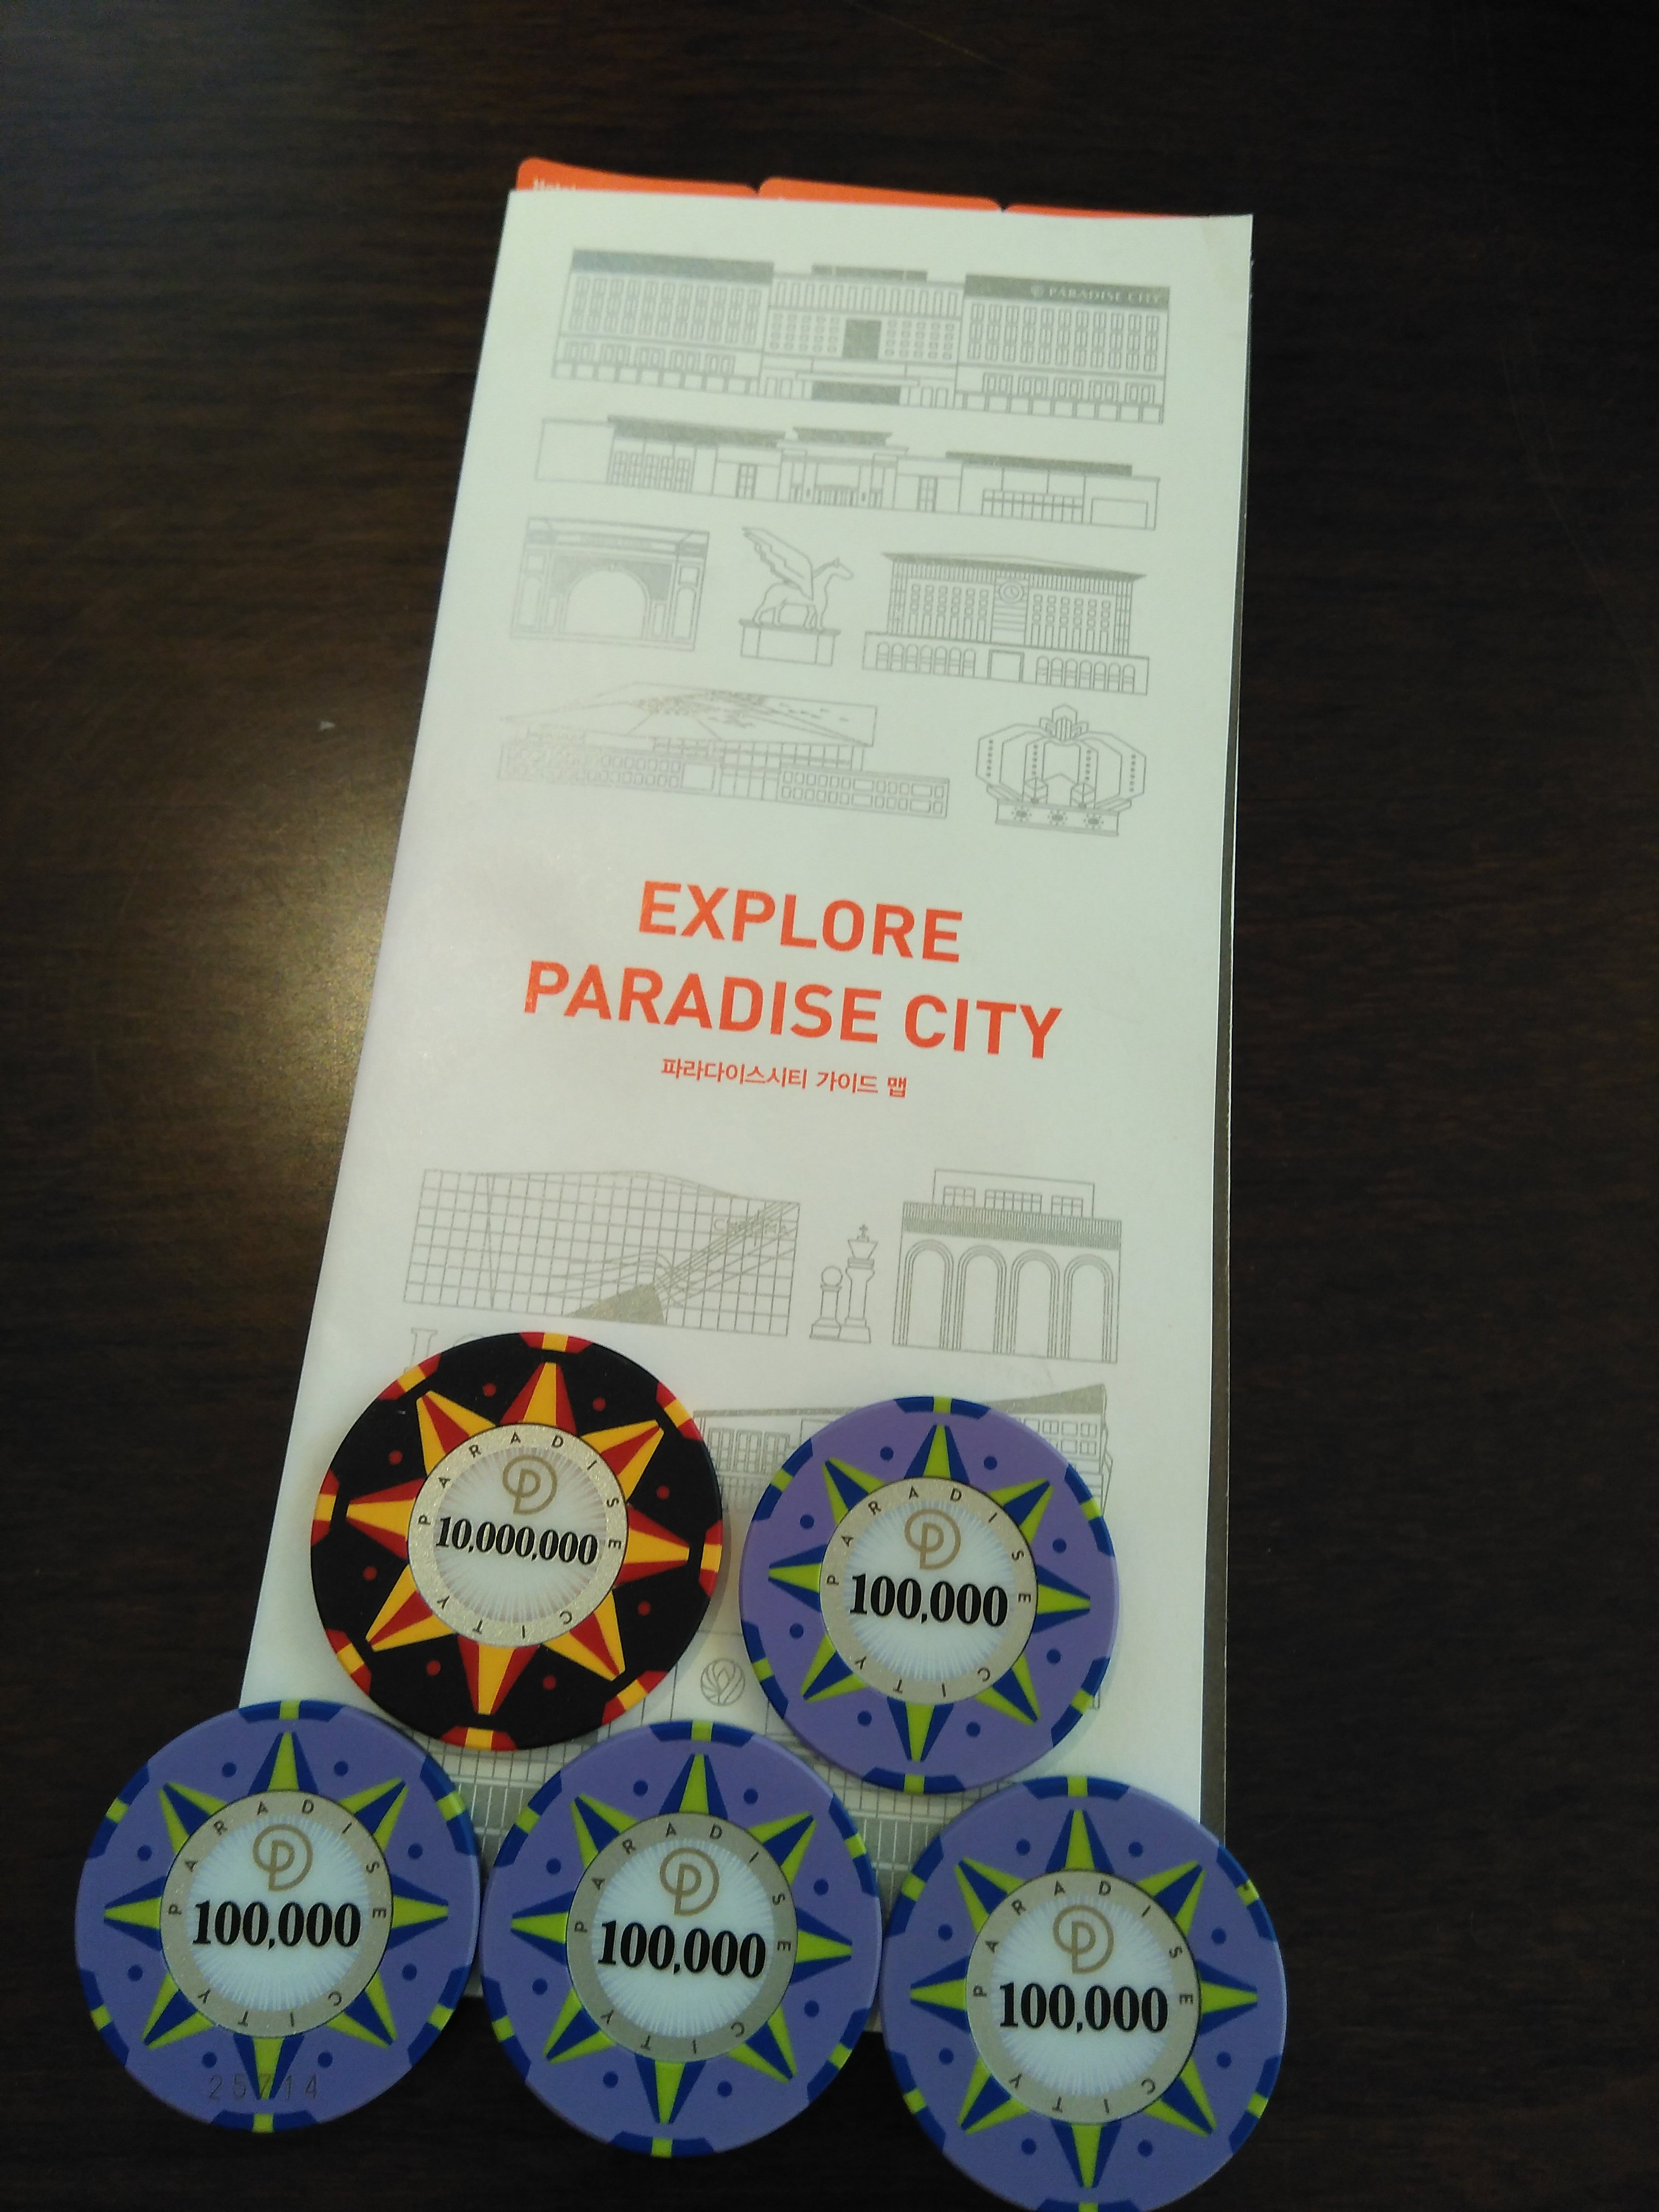 PARADISE CITY
EXPLORE
PARADISE CITY
파라다이스시티 가이드 맵
PARADISE CITY
10,000,000
PARADISE CITY
100,000
PARADISE CITY
100,000
25714
PARADISE CITY
100,000
PARADISE CITY
100,000